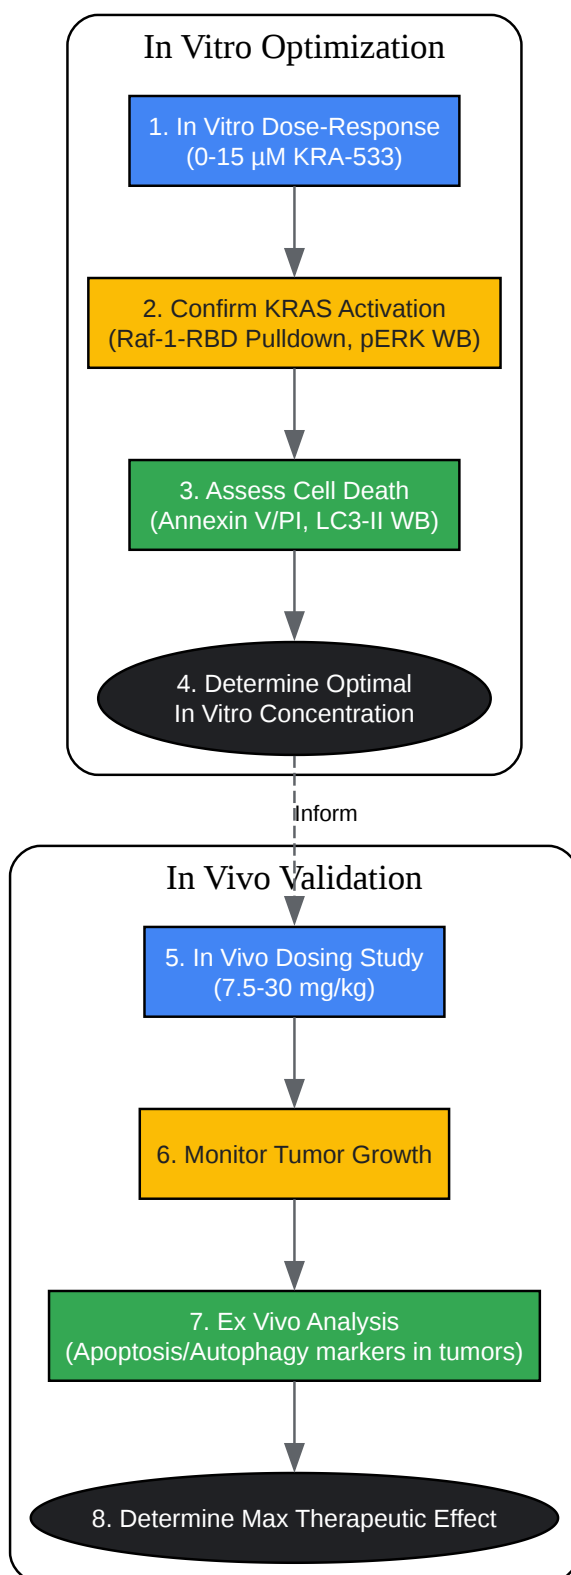 In Vitro Optimization
1. In Vitro Dose-Response
(0-15 µM KRA-533)
2. Confirm KRAS Activation
(Raf-1-RBD Pulldown, pERK WB)
3. Assess Cell Death
(Annexin V/PI, LC3-II WB)
4. Determine Optimal
In Vitro Concentration
Inform
In Vivo Validation
5. In Vivo Dosing Study
(7.5-30 mg/kg)
6. Monitor Tumor Growth
7. Ex Vivo Analysis
(Apoptosis/Autophagy markers in tumors)
8. Determine Max Therapeutic Effect